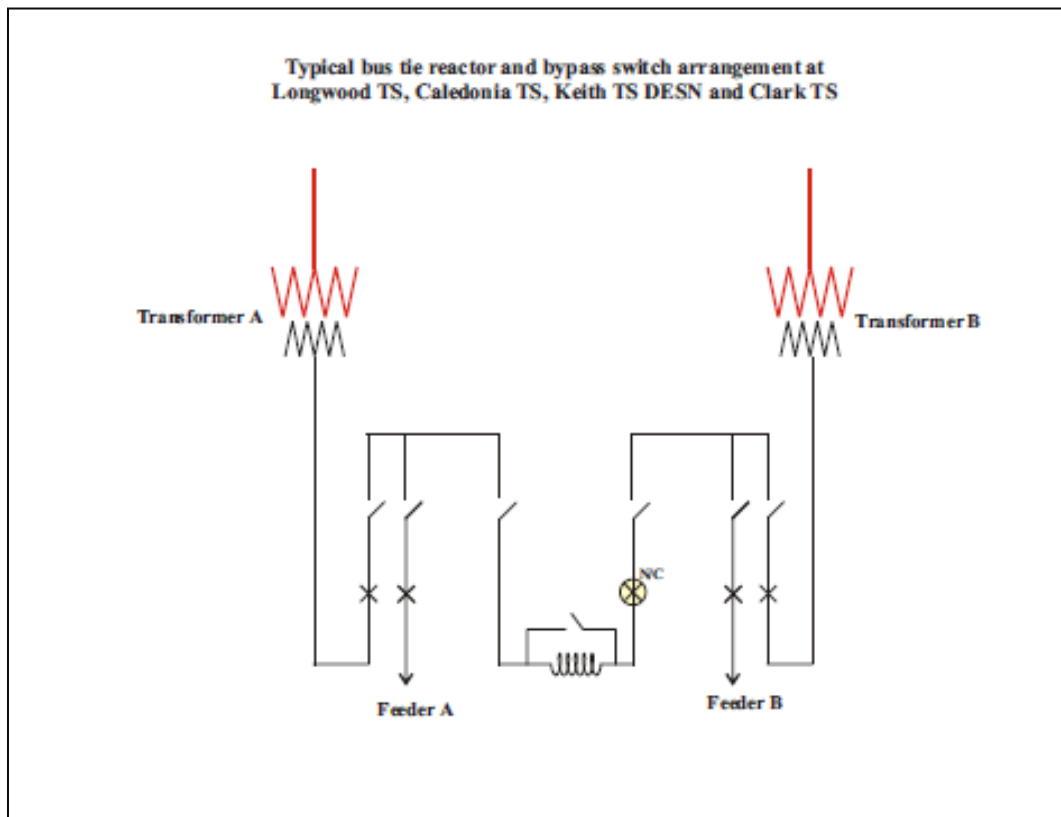 Typical bus tie reactor and bypass switch arrangement at
Longwood TS, Caledonia TS, Keith TS DESN and Clark TS
Transformer A
Transformer B
N/C
Feeder A
Feeder B